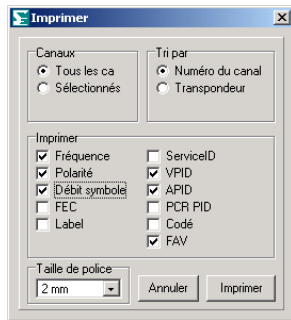 Imprimer
Canaux
Tous les ca
Sélectionnés
Tri par
Numéro du canal
Transpondeur
Imprimer
Fréquence
Polarité
Débit symbole
FEC
Label
ServiceID
VPID
APID
PCR PID
Codé
FAV
Taille de police
2 mm
Annuler
Imprimer